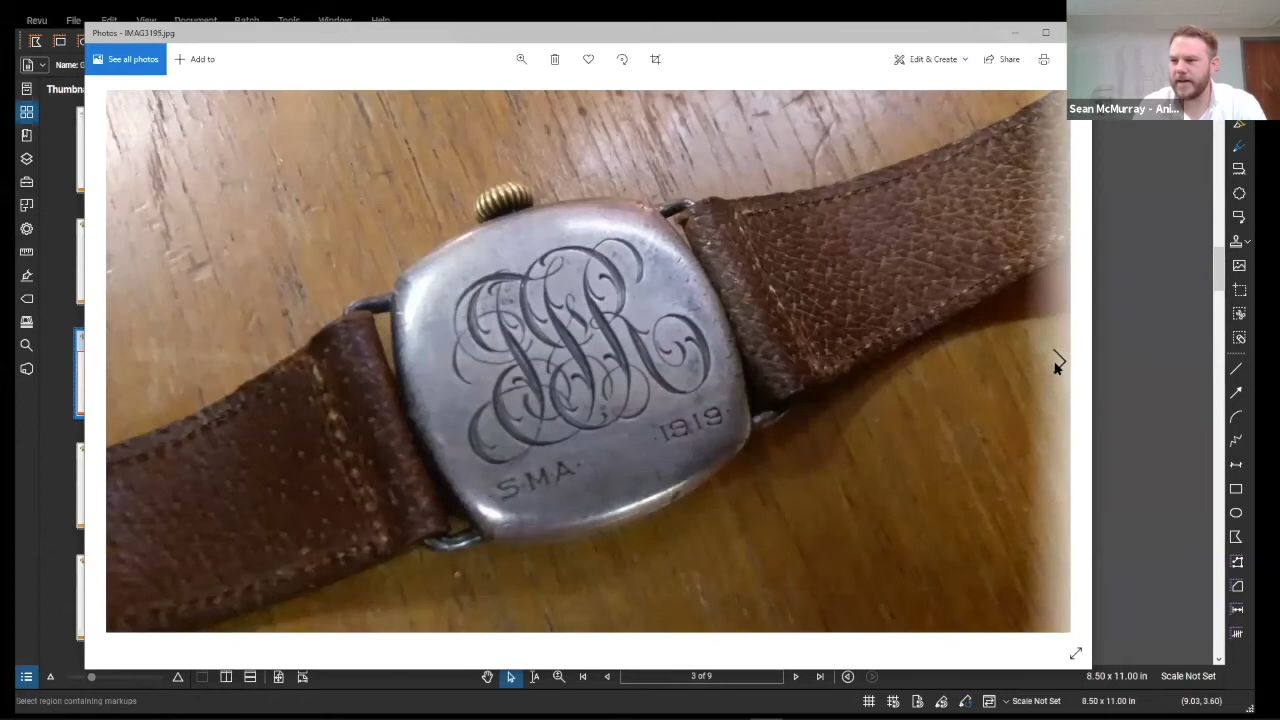 Revu File Edit View Document Batch Tools Window Help
Photos - IMAG3195.jpg
See all photos Add to Edit & Create Share
Sean McMurray - Ani...
Name: G
Thumbn
S.M.A. .1919.
3 of 9 8.50 x 11.00 in Scale Not Set
Select region containing markups Scale Not Set 8.50 x 11.00 in (9.03, 3.60)